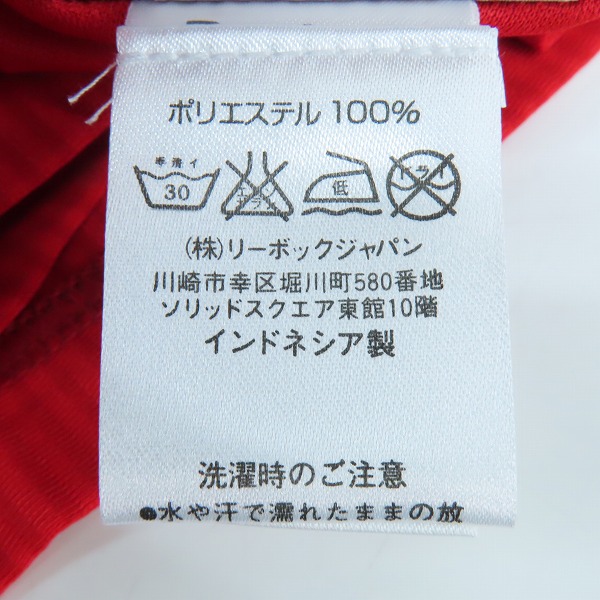 ポリエステル 100%
手洗イ
30
エンソ
サラシ
低
ドライ
(株)リーボックジャパン
川崎市幸区堀川町580番地
ソリッドスクエア東館10階
インドネシア製
洗濯時のご注意
●水や汗で濡れたままの放